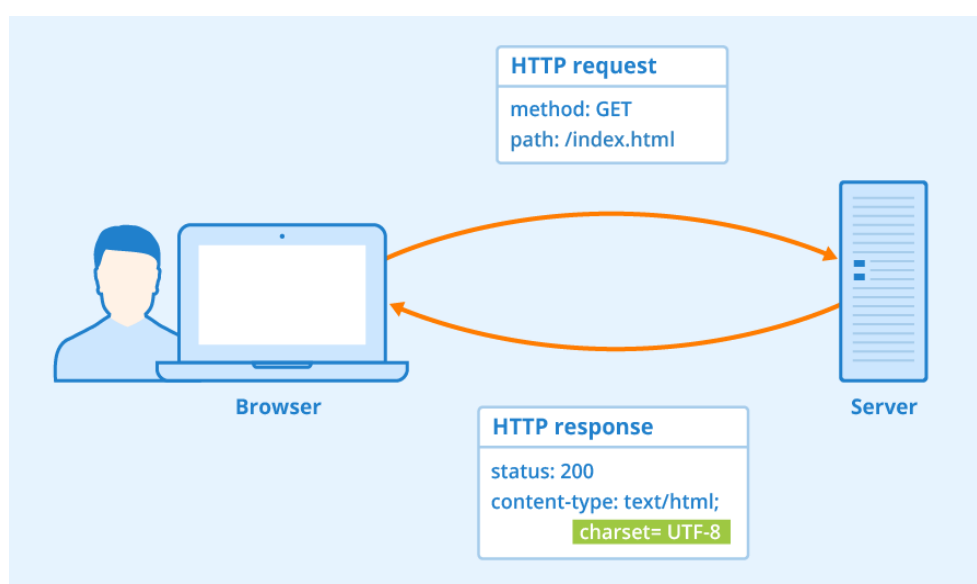 HTTP request
method: GET
path: /index.html
Browser
Server
HTTP response
status: 200
content-type: text/html;
charset= UTF-8